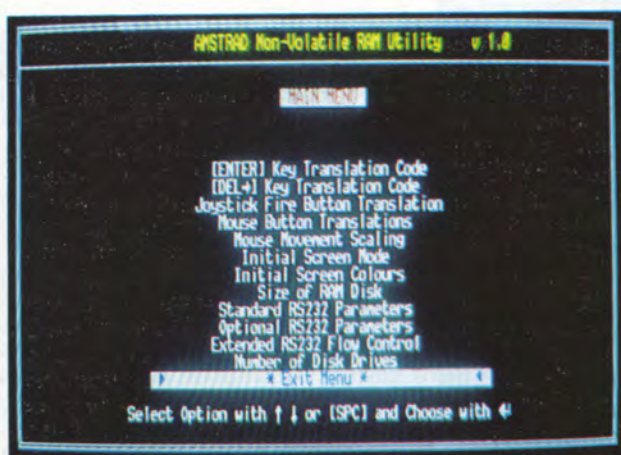 AMSTRAD Non-Volatile RAM Utility v 1.0
MAIN MENU
[ENTER] Key Translation Code
[DEL→] Key Translation Code
Joystick Fire Button Translation
Mouse Button Translations
Mouse Movement Scaling
Initial Screen Mode
Initial Screen Colours
Size of RAM Disk
Standard RS232 Parameters
Optional RS232 Parameters
Extended RS232 Flow Control
Number of Disk Drives
* Exit Menu *
Select Option with ↑ ↓ or [SPC] and Choose with ↵